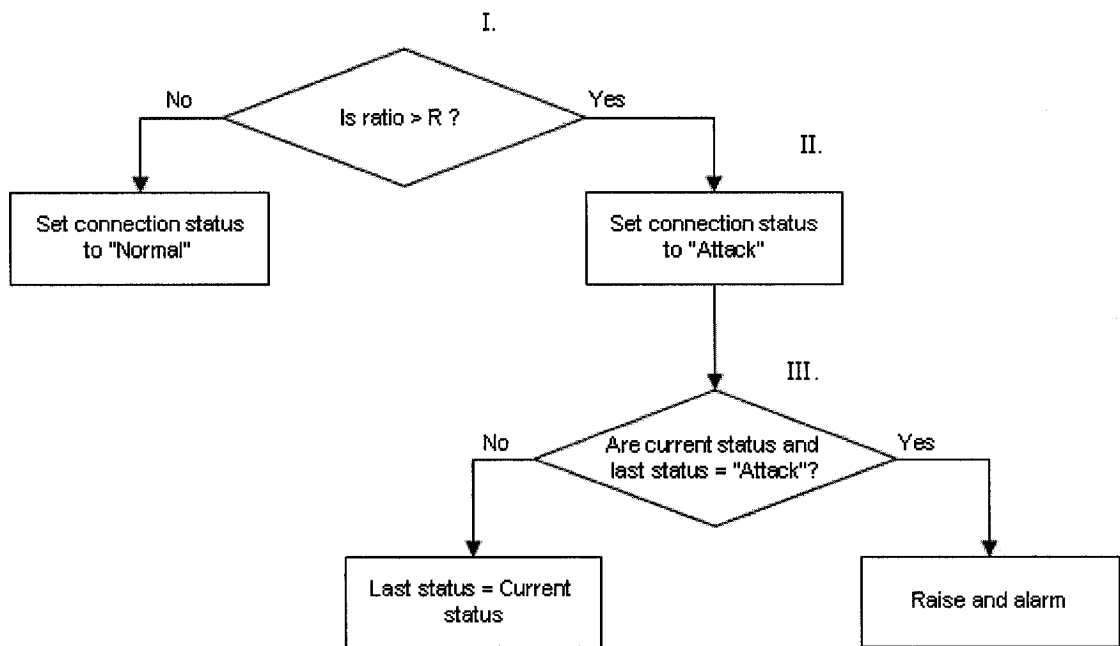 I.
No
Is ratio > R ?
Yes
II.
Set connection status
to "Normal"
Set connection status
to "Attack"
III.
No
Are current status and
last status = "Attack"?
Yes
Last status = Current
status
Raise and alarm